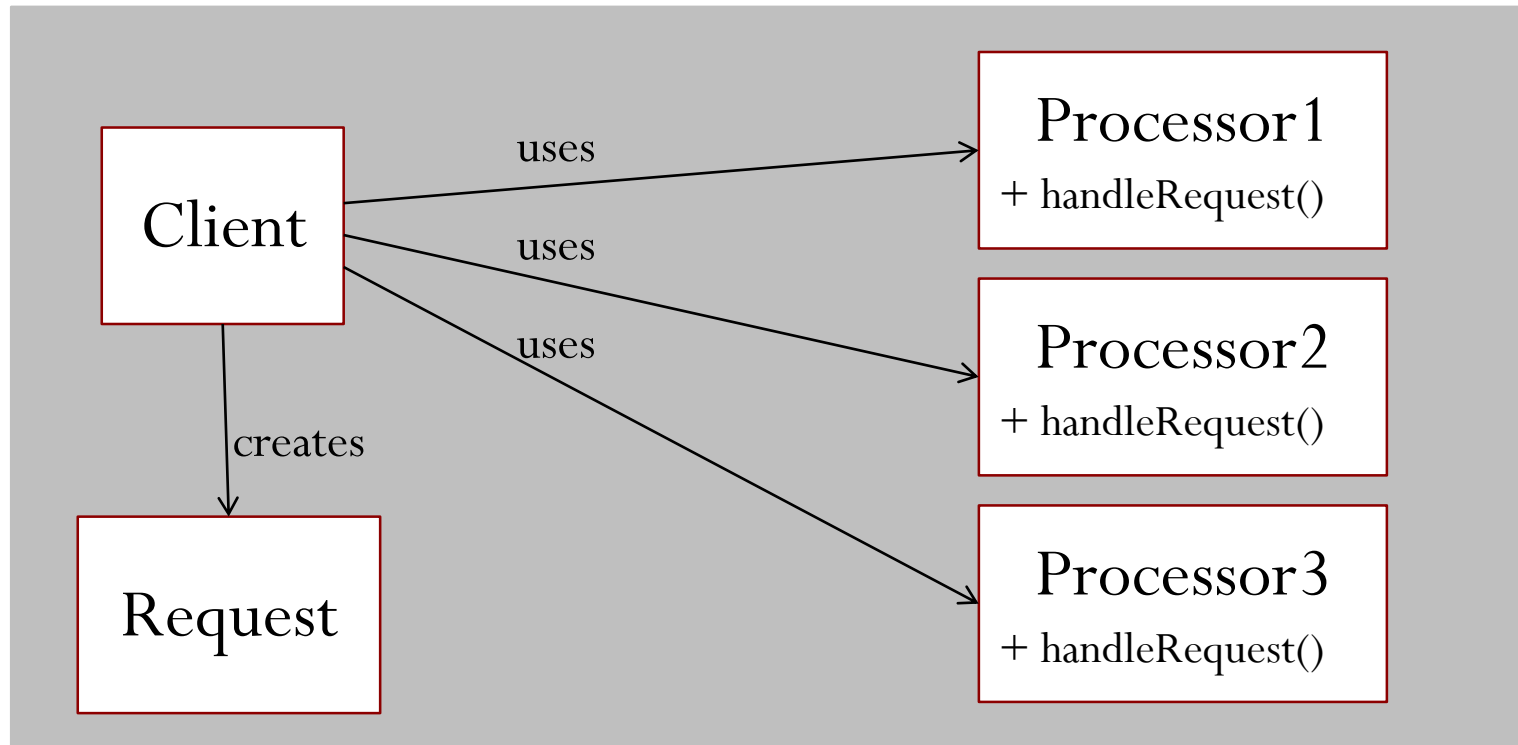 Client
creates
Request
uses
uses
uses
Processor1
+ handleRequest()
Processor2
+ handleRequest()
Processor3
+ handleRequest()